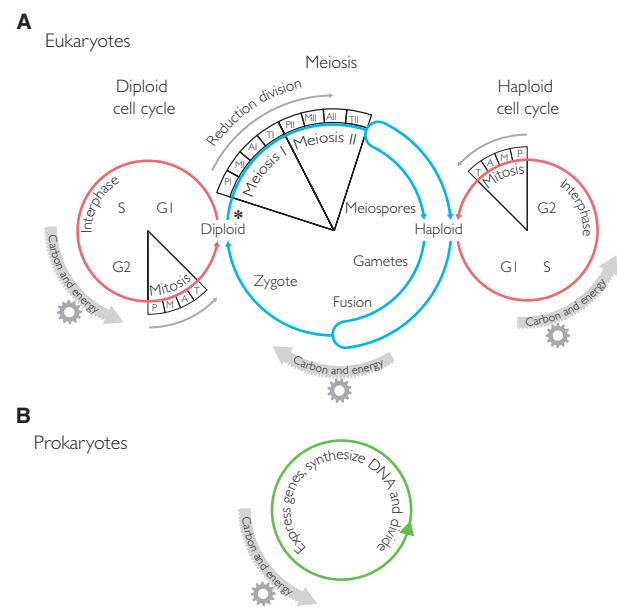 A
Eukaryotes
Diploid
cell cycle
Interphase
S
G1
G2
Mitosis
P
M
A
T
Carbon and energy
Meiosis
Reduction division
PI
MI
AI
TI
PII
MII
AII
TII
Meiosis I
Meiosis II
Diploid
*
Meiospores
Haploid
Gametes
Zygote
Fusion
Carbon and energy
Haploid
cell cycle
T
A
M
P
Mitosis
G2
Interphase
G1
S
Carbon and energy
B
Prokaryotes
Express genes, synthesize DNA and divide
Carbon and energy